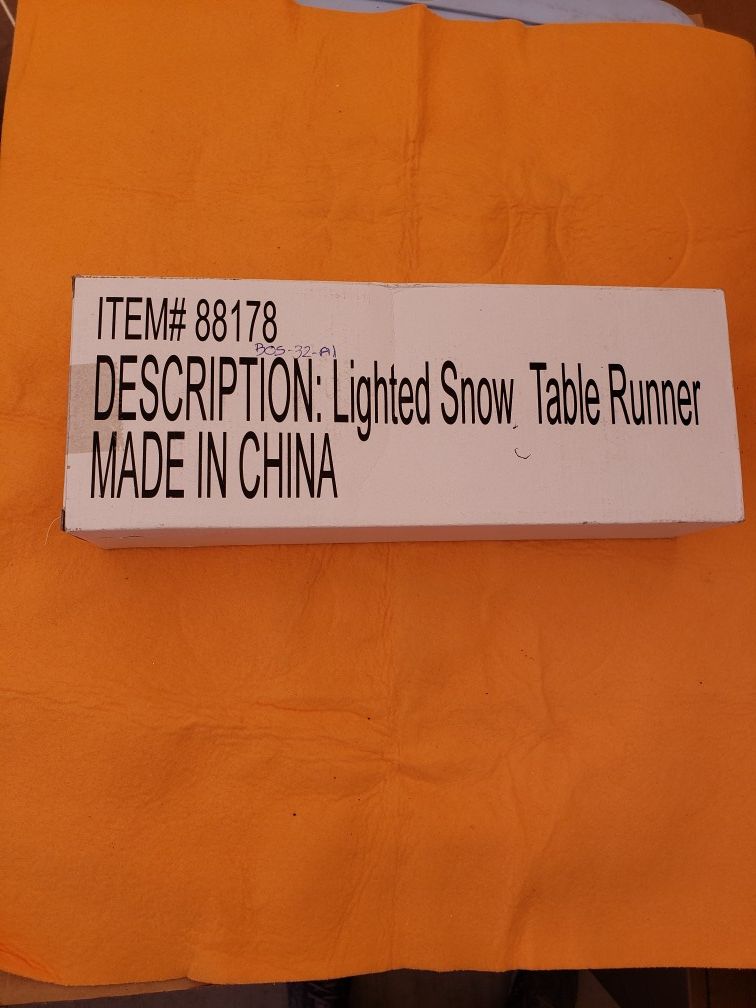 ITEM# 88178
BOS-32-A1
DESCRIPTION: Lighted Snow Table Runner
MADE IN CHINA